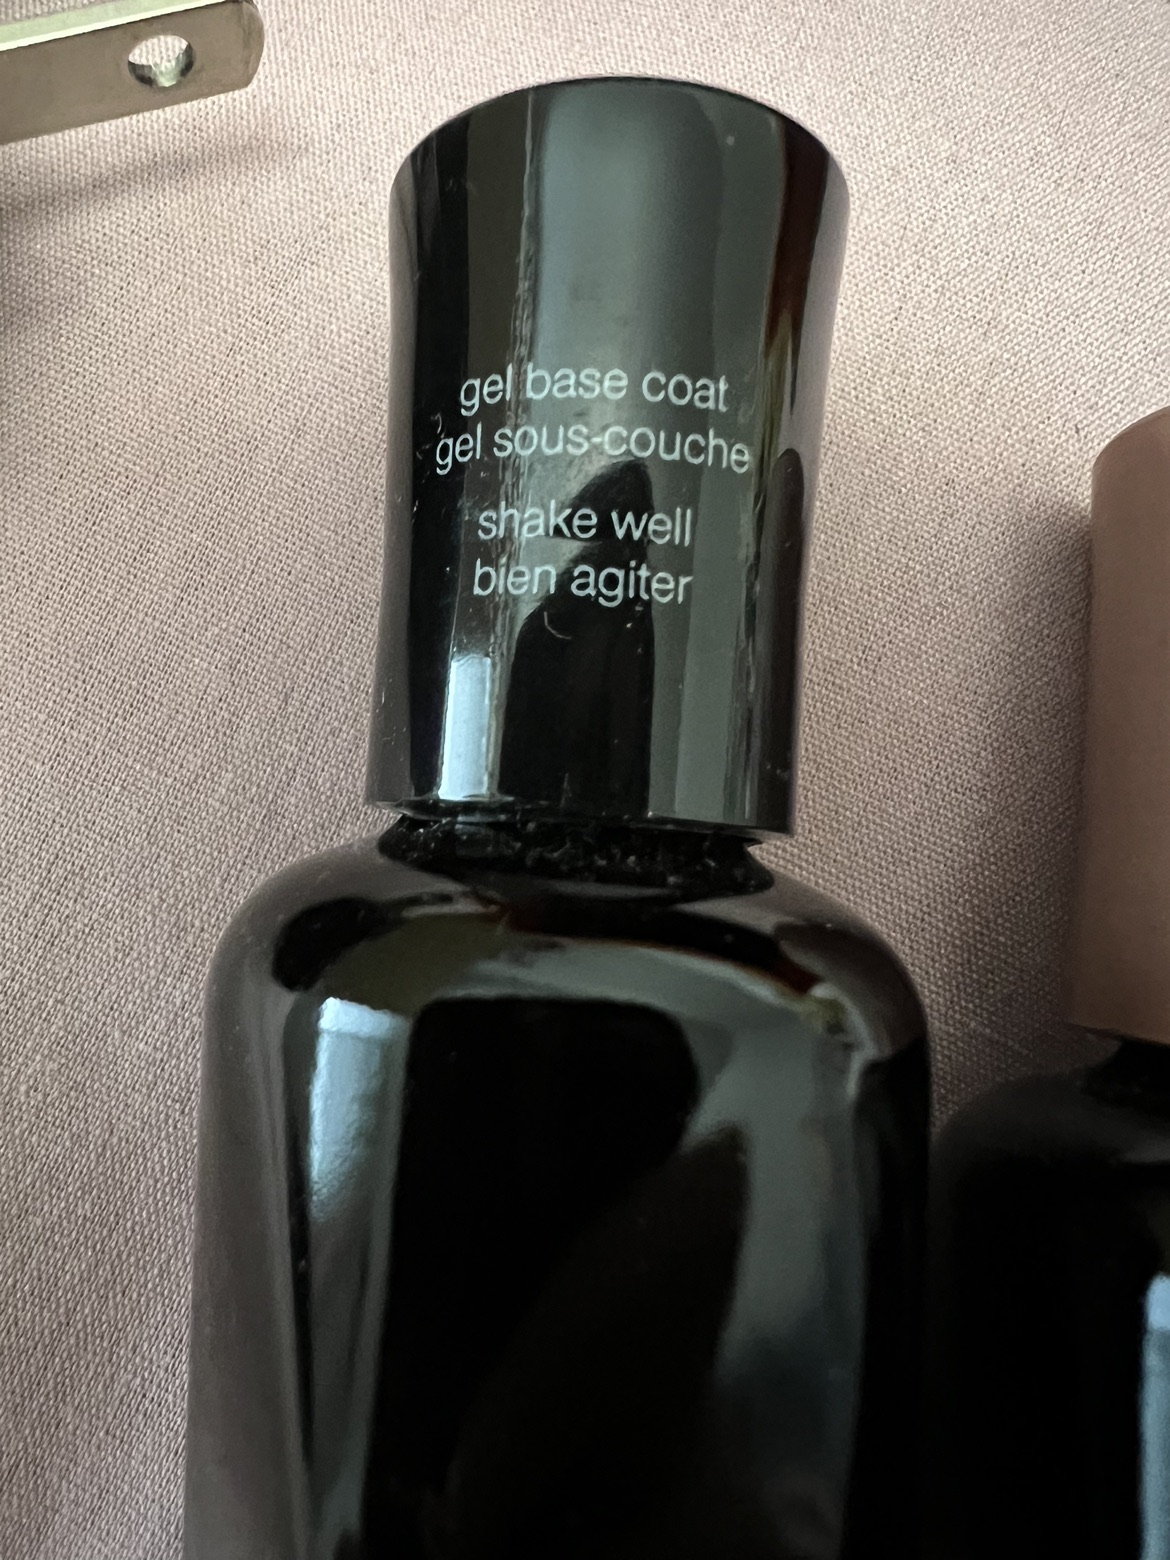 gel base coat
gel sous-couche
shake well
bien agiter